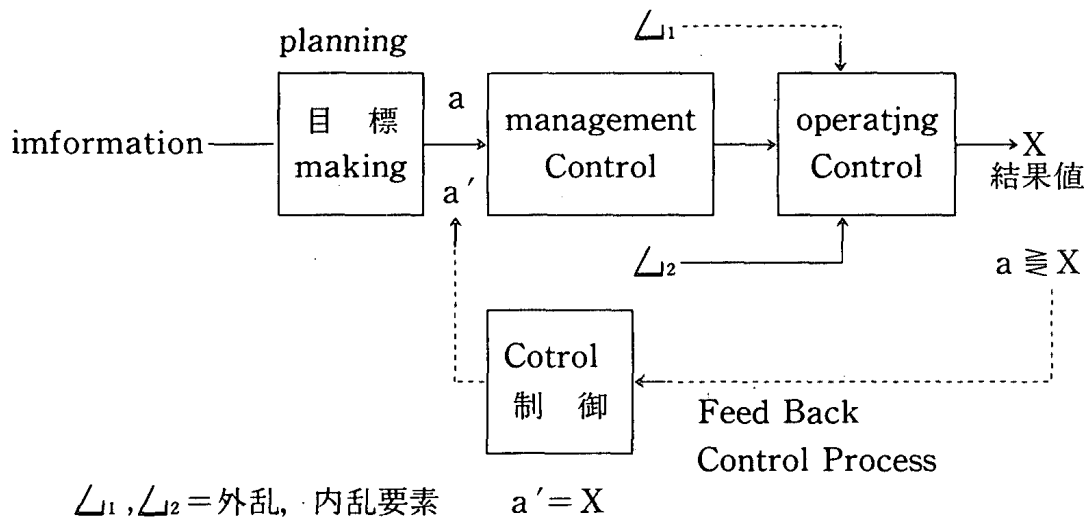 planning
imformation
目 標
making
a
a′
management
Control
∠₁
operatjng
Control
X
結果値
∠₂
a ≧≦ X
Cotrol
制 御
Feed Back
Control Process
∠₁,∠₂=外乱, 内乱要素 a′=X